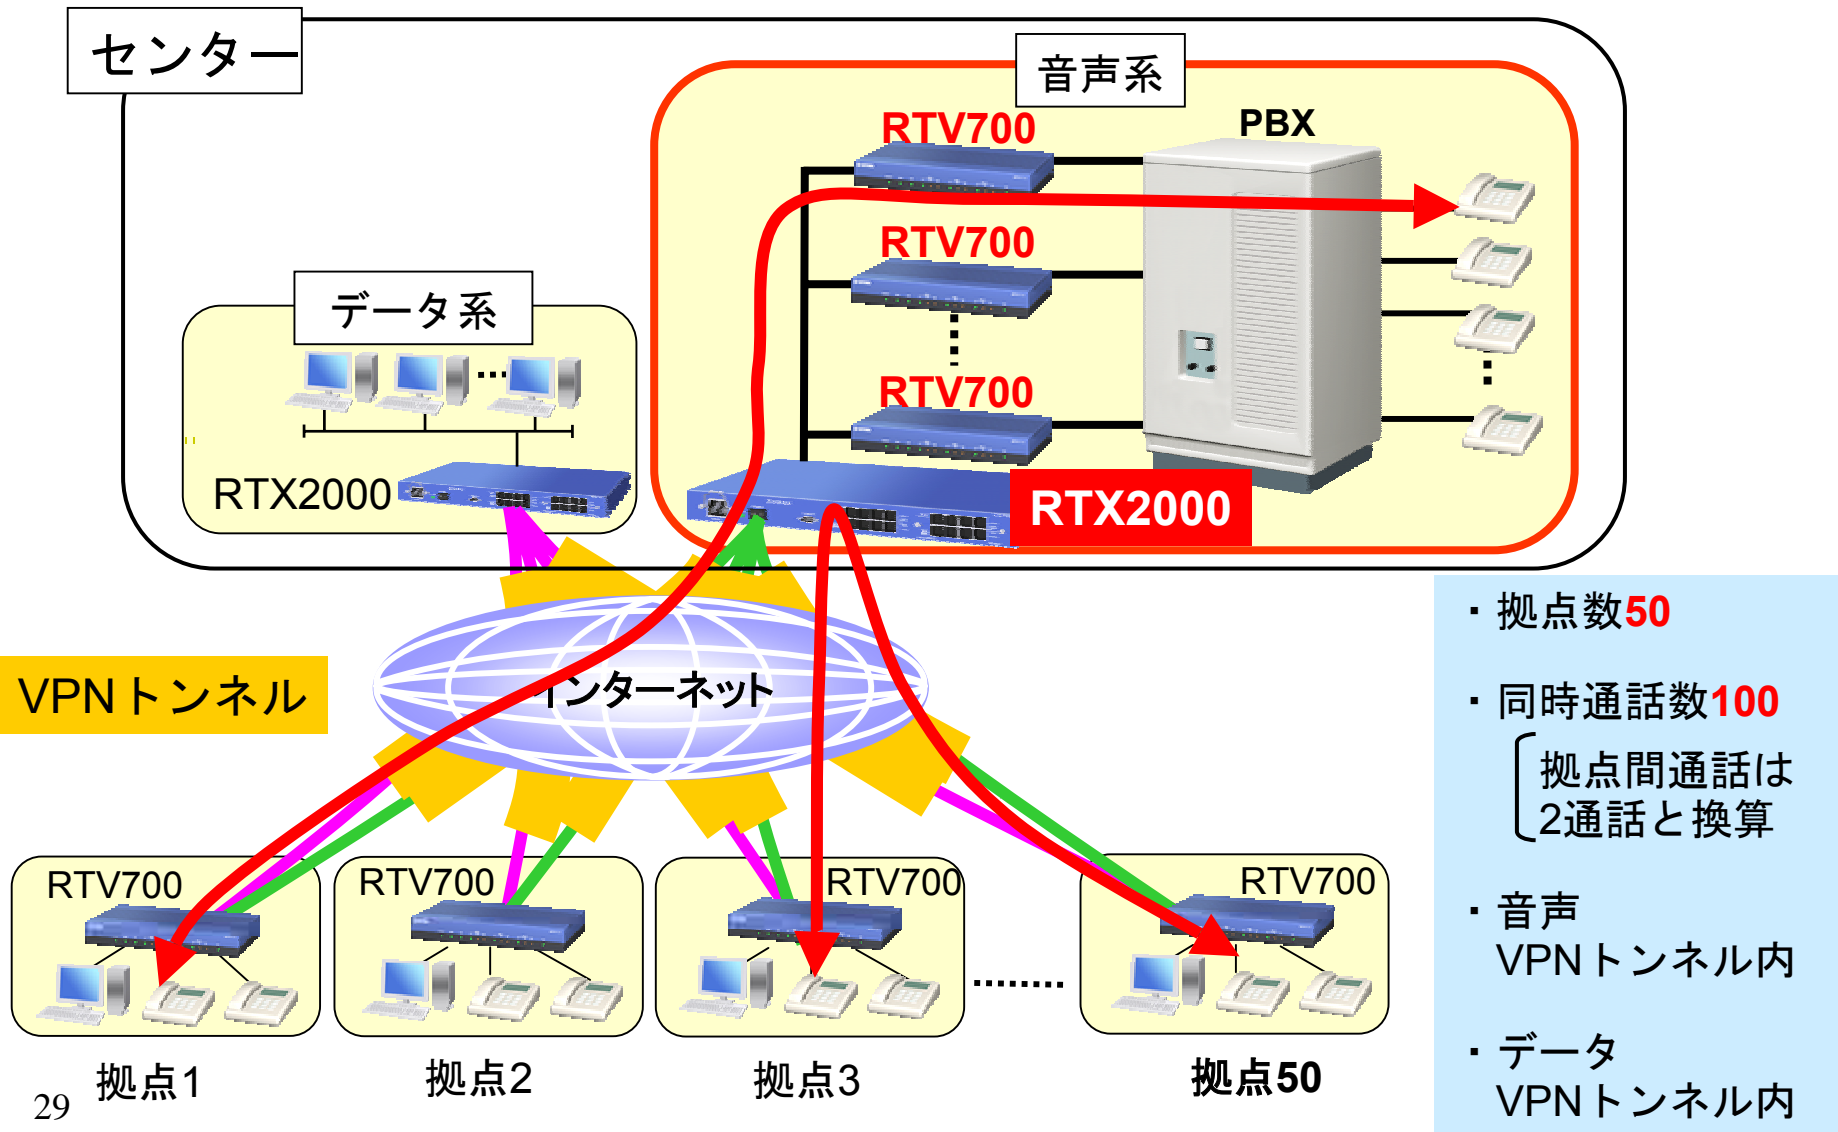 センター
音声系
RTV700
PBX
RTV700
データ系
RTV700
RTX2000
RTX2000
・拠点数50
VPNトンネル
インターネット
・同時通話数100
拠点間通話は
2通話と換算
RTV700
RTV700
RTV700
RTV700
・音声
VPNトンネル内
拠点1
拠点2
拠点3
拠点50
・データ
VPNトンネル内
29